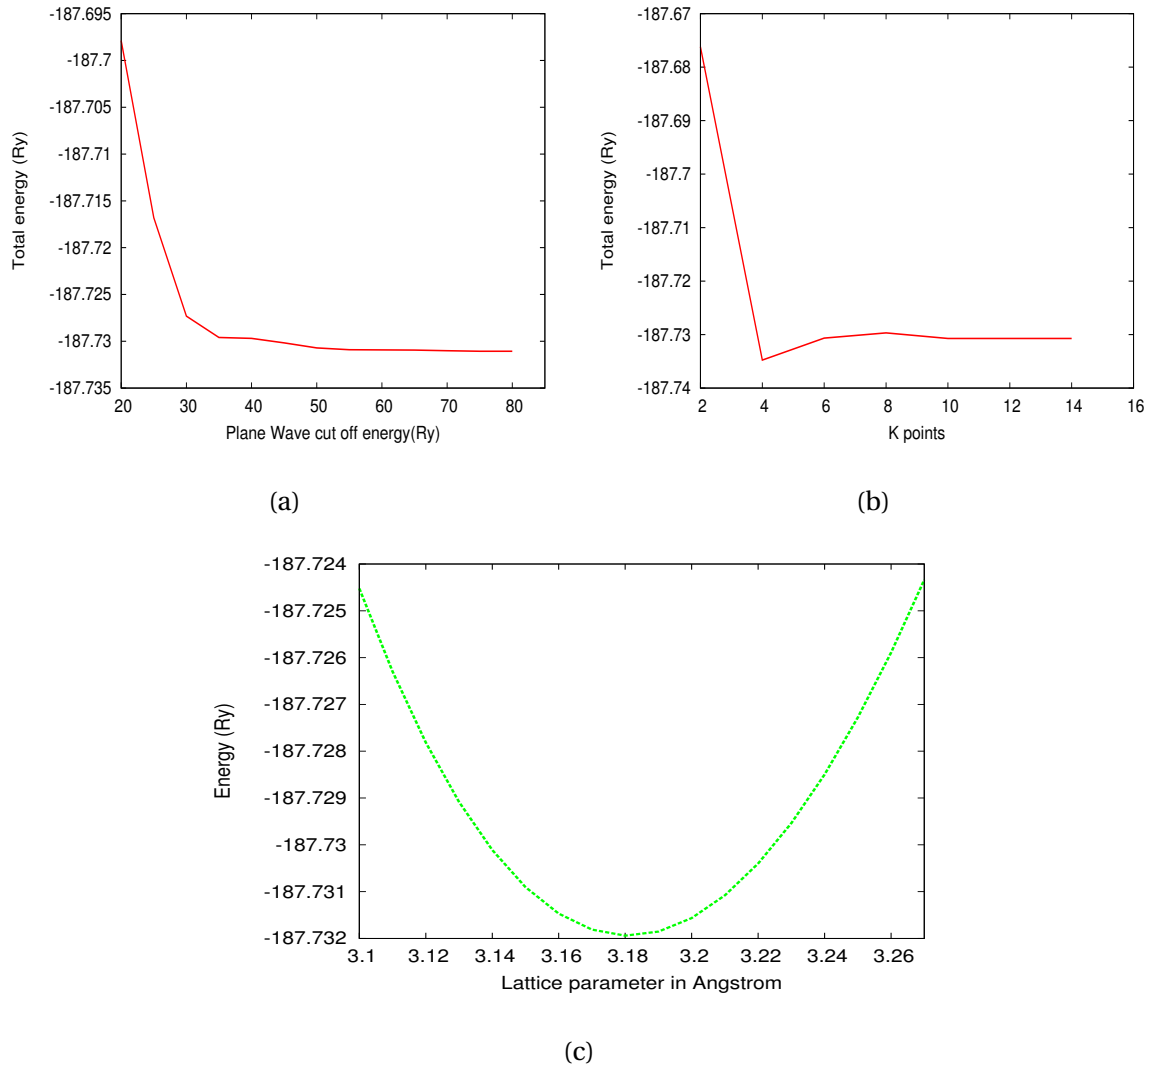 -187.695
-187.7
-187.705
-187.71
-187.715
-187.72
-187.725
-187.73
-187.735
Total energy (Ry)
20 30 40 50 60 70 80
Plane Wave cut off energy(Ry)
(a)
-187.67
-187.68
-187.69
-187.7
-187.71
-187.72
-187.73
-187.74
Total energy (Ry)
2 4 6 8 10 12 14 16
K points
(b)
-187.724
-187.725
-187.726
-187.727
-187.728
-187.729
-187.73
-187.731
-187.732
Energy (Ry)
3.1 3.12 3.14 3.16 3.18 3.2 3.22 3.24 3.26
Lattice parameter in Angstrom
(c)